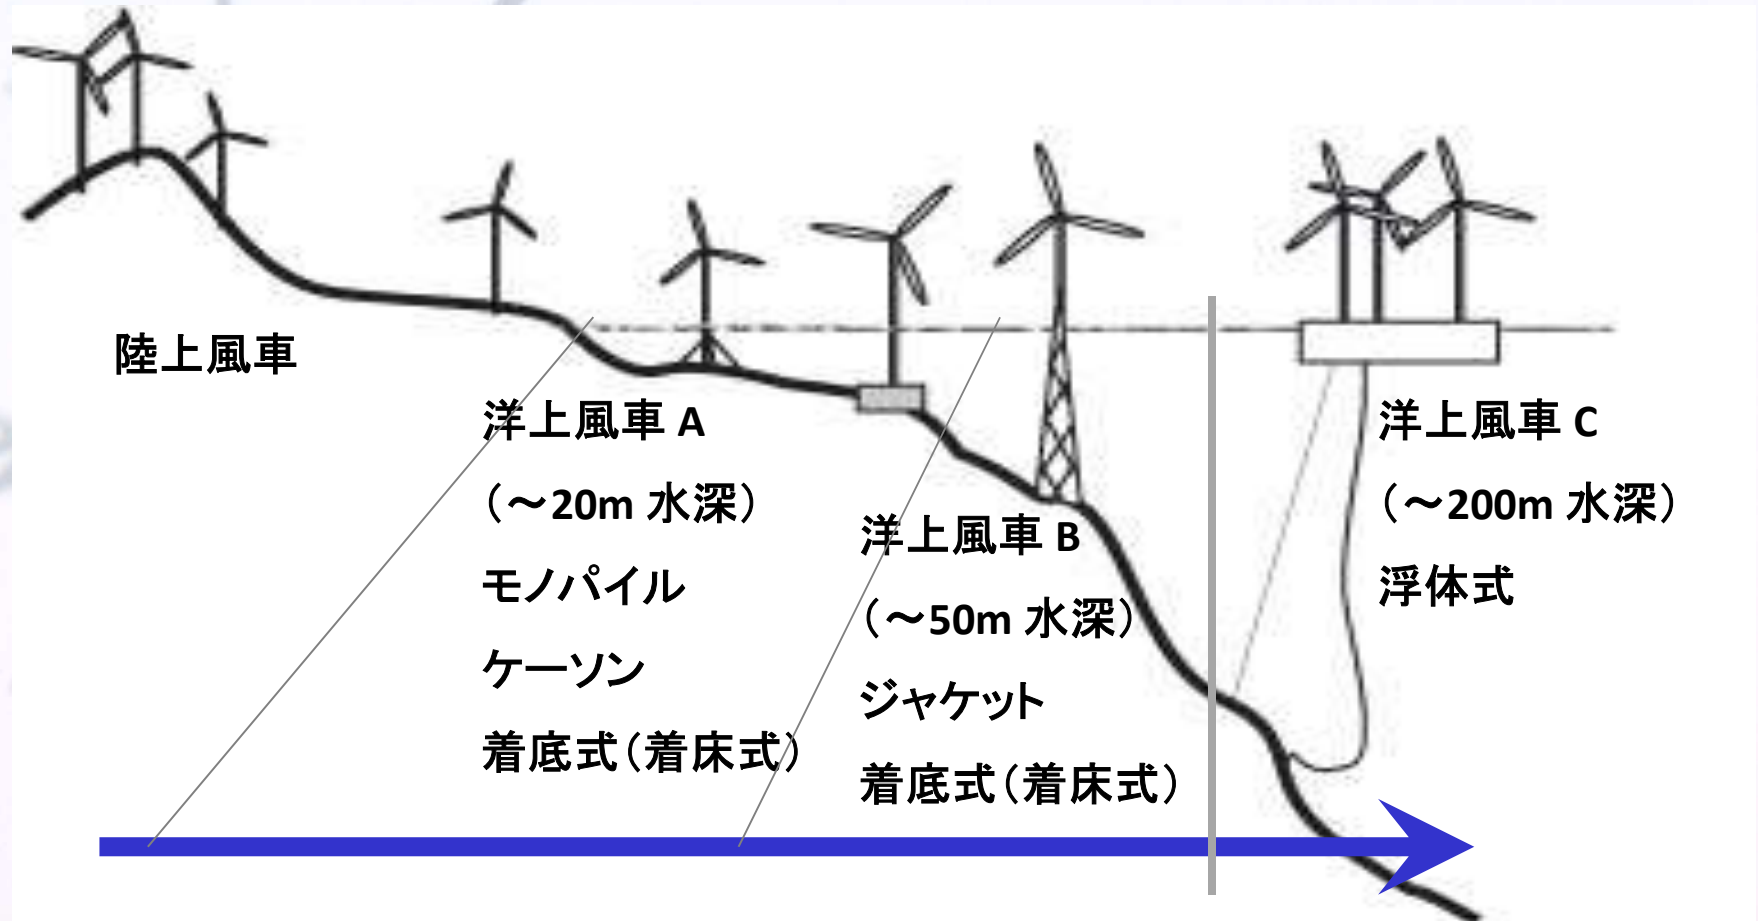 陸上風車
洋上風車 A
（～20m 水深）
モノパイル
ケーソン
着底式（着床式）
洋上風車 B
（～50m 水深）
ジャケット
着底式（着床式）
洋上風車 C
（～200m 水深）
浮体式